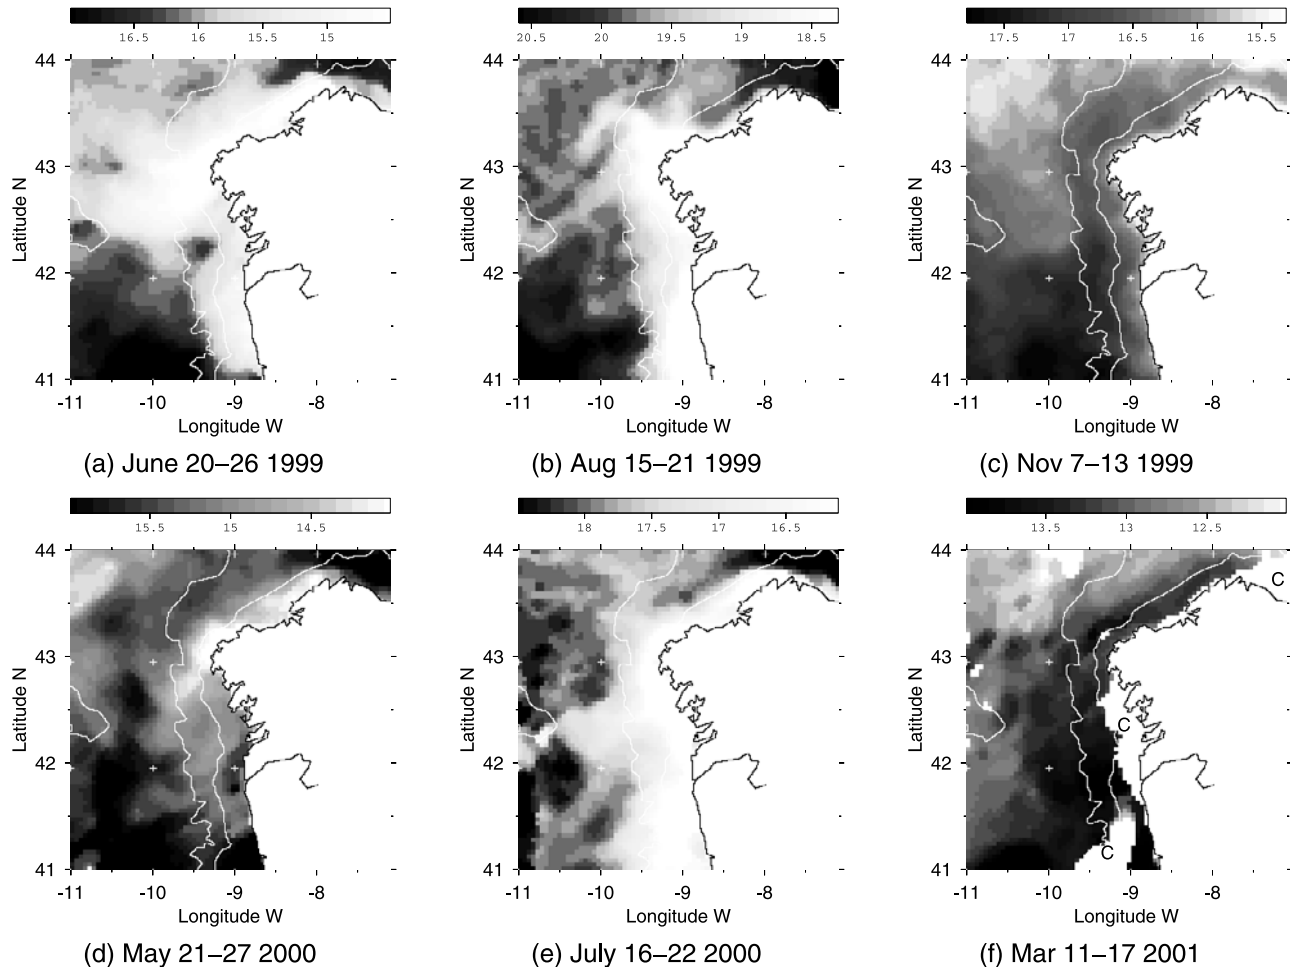 16.5 16 15.5 15
20.5 20 19.5 19 18.5
17.5 17 16.5 16 15.5
44 43 42 41
Latitude N
-11 -10 -9 -8
Longitude W
(a) June 20–26 1999
44 43 42 41
Latitude N
-11 -10 -9 -8
Longitude W
(b) Aug 15–21 1999
44 43 42 41
Latitude N
-11 -10 -9 -8
Longitude W
(c) Nov 7–13 1999
15.5 15 14.5
18 17.5 17 16.5
13.5 13 12.5
44 43 42 41
Latitude N
-11 -10 -9 -8
Longitude W
(d) May 21–27 2000
44 43 42 41
Latitude N
-11 -10 -9 -8
Longitude W
(e) July 16–22 2000
44 43 42 41
Latitude N
C
C
C
-11 -10 -9 -8
Longitude W
(f) Mar 11–17 2001